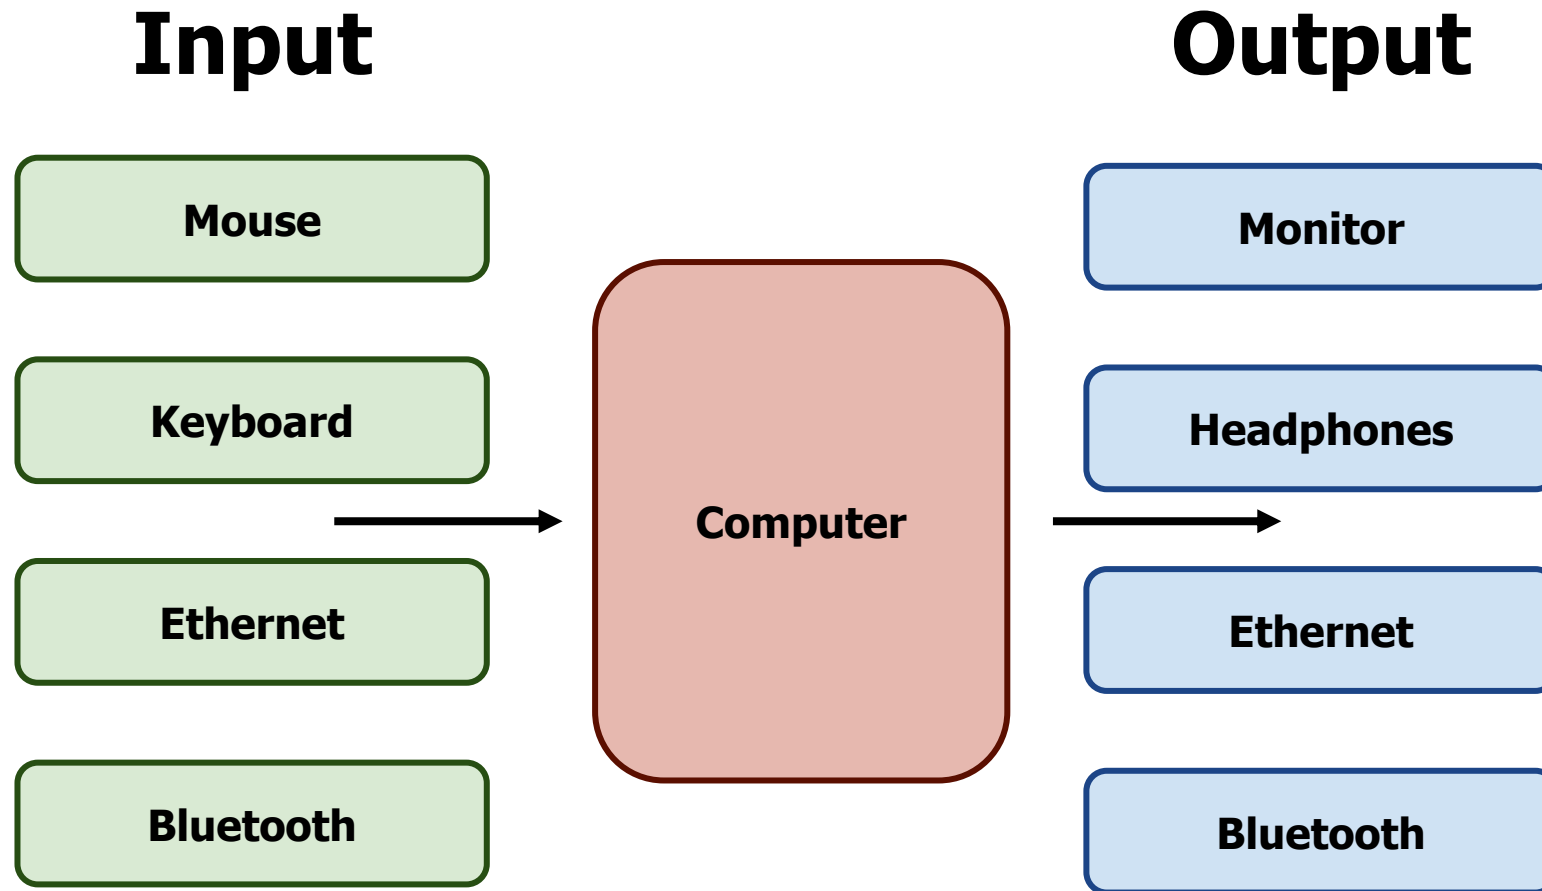 Input
Output
Mouse
Keyboard
Ethernet
Bluetooth
Computer
Monitor
Headphones
Ethernet
Bluetooth